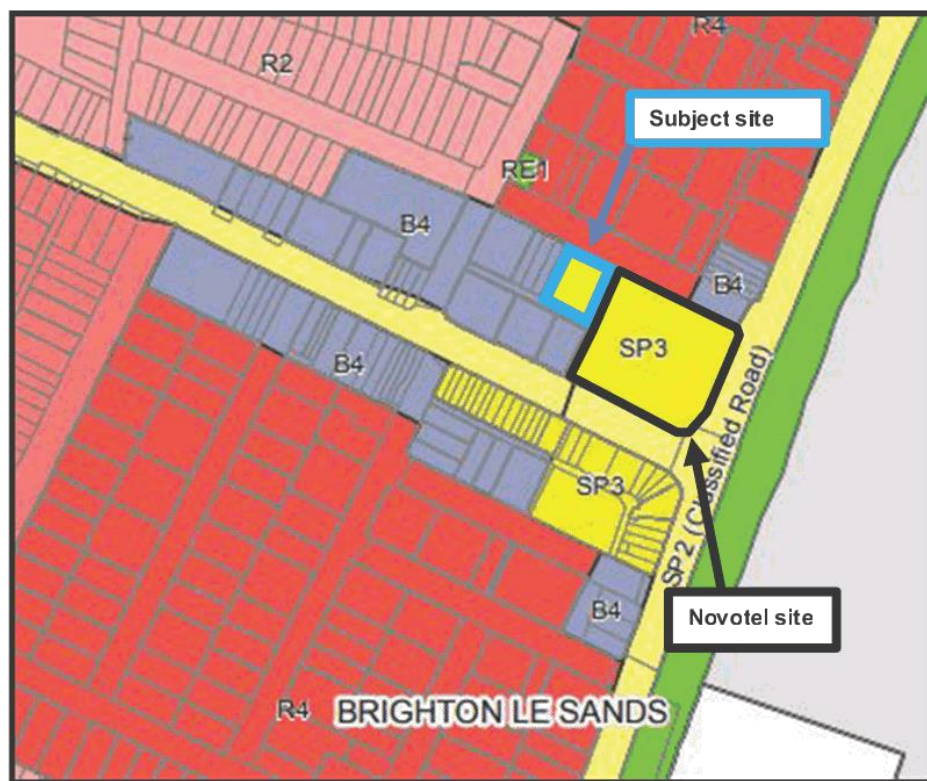 R4
R2
Subject site
RE1
B4
B4
SP3
B4
SP3
SP2 (Classified Road)
B4
Novotel site
R4
BRIGHTON LE SANDS